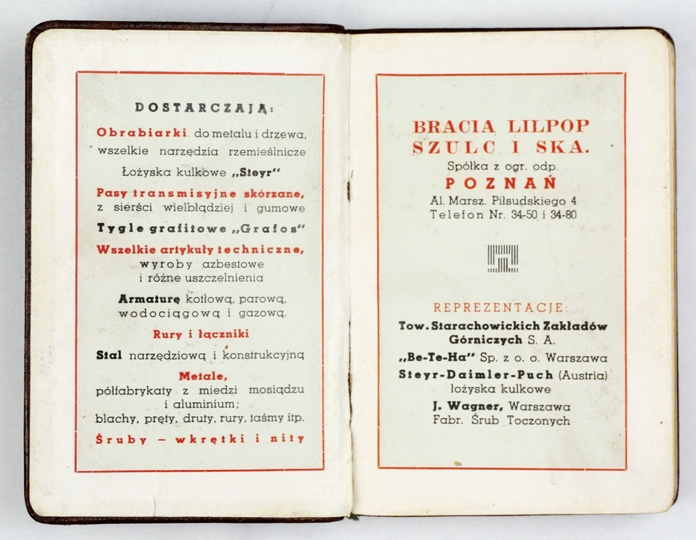 DOSTARCZAJĄ:
Obrabiarki do metalu i drzewa,
wszelkie narzędzia rzemieślnicze
Łożyska kulkowe „Steyr"
Pasy transmisyjne skórzane,
z sierści wielbłądziej i gumowe
Tygle grafitowe „Grafos"
Wszelkie artykuły techniczne,
wyroby azbestowe
i różne uszczelnienia
Armaturę kotłową, parową,
wodociągową i gazową.
Rury i łączniki
Stal narzędziową i konstrukcyjną
Metale,
półfabrykaty z miedzi mosiądzu
i aluminium;
blachy, pręty, druty, rury, taśmy itp.
Śruby – wkrętki i nity
BRACIA LILPOP
SZULC I SKA.
Spółka z ogr. odp.
POZNAŃ
Al. Marsz. Piłsudskiego 4
Telefon Nr. 34-50 i 34-80
REPREZENTACJE:
Tow. Starachowickich Zakładów
Górniczych S. A.
„Be-Te-Ha" Sp. z o. o. Warszawa
Steyr-Daimler-Puch (Austria)
łożyska kulkowe
J. Wagner, Warszawa
Fabr. Śrub Toczonych